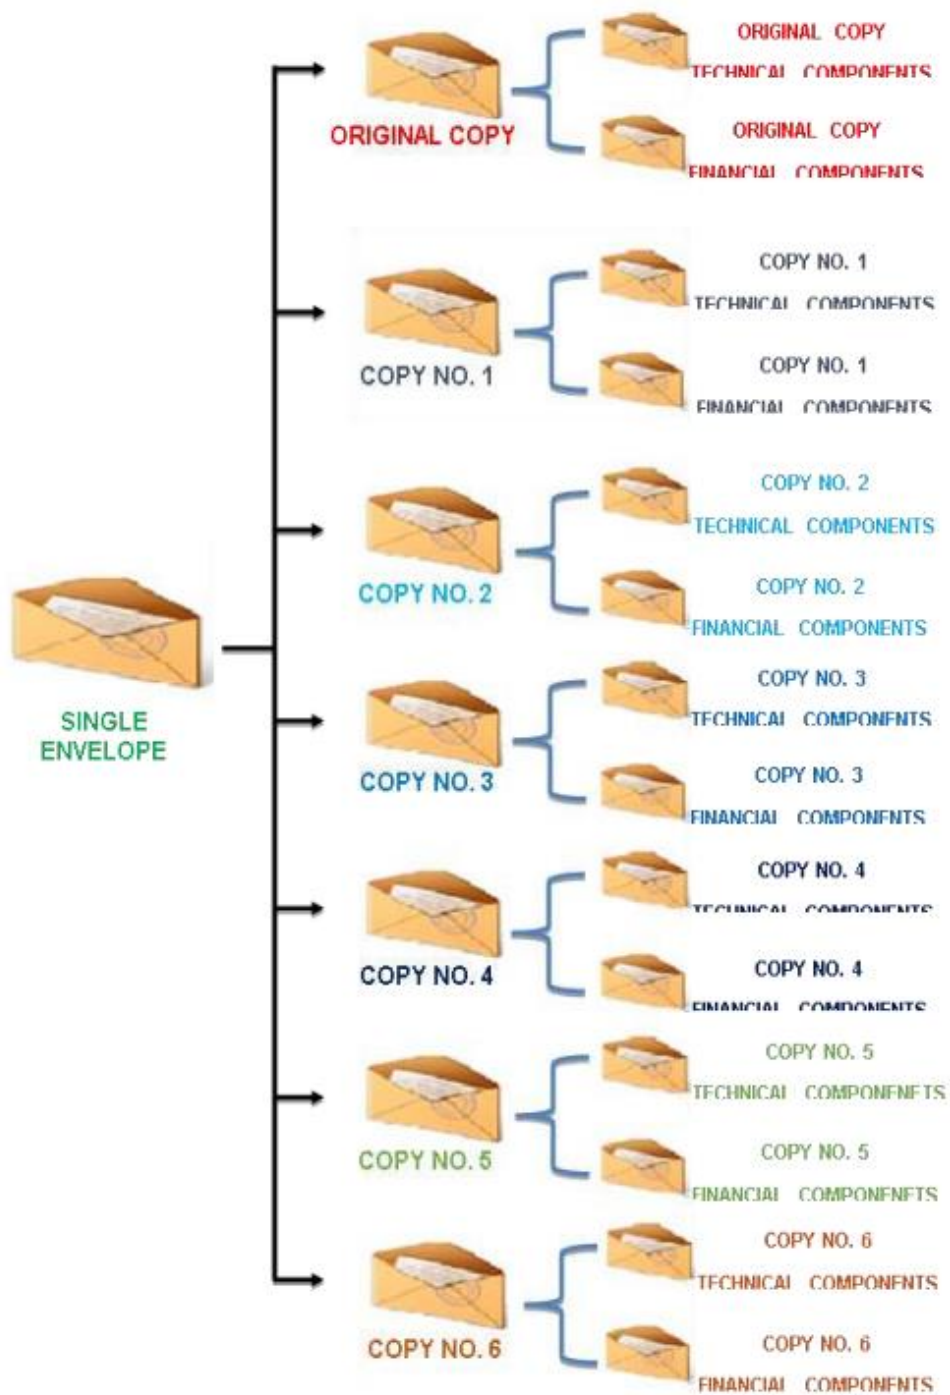 ORIGINAL COPY
TECHNICAL COMPONENTS
ORIGINAL COPY
ORIGINAL COPY
FINANCIAL COMPONENTS
COPY NO. 1
TECHNICAL COMPONENTS
COPY NO. 1
COPY NO. 1
FINANCIAL COMPONENTS
COPY NO. 2
TECHNICAL COMPONENTS
COPY NO. 2
COPY NO. 2
FINANCIAL COMPONENTS
SINGLE
ENVELOPE
COPY NO. 3
TECHNICAL COMPONENTS
COPY NO. 3
COPY NO. 3
FINANCIAL COMPONENTS
COPY NO. 4
TECHNICAL COMPONENTS
COPY NO. 4
COPY NO. 4
FINANCIAL COMPONENTS
COPY NO. 5
TECHNICAL COMPONENETS
COPY NO. 5
COPY NO. 5
FINANCIAL COMPONENETS
COPY NO. 6
TECHNICAL COMPONENTS
COPY NO. 6
COPY NO. 6
FINANCIAL COMPONENTS